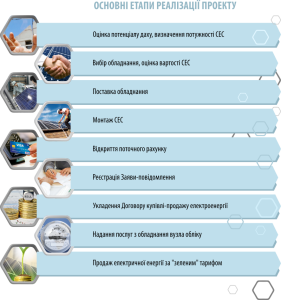 ОСНОВНІ ЕТАПИ РЕАЛІЗАЦІЇ ПРОЕКТУ
Оцінка потенціалу даху, визначення потужності СЕС
Вибір обладнання, оцінка вартості СЕС
Поставка обладнання
Монтаж СЕС
Відкриття поточного рахунку
Реєстрація Заяви-повідомлення
Укладення Договору купівлі-продажу електроенергії
Надання послуг з обладнання вузла обліку
Продаж електричної енергії за "зеленим" тарифом